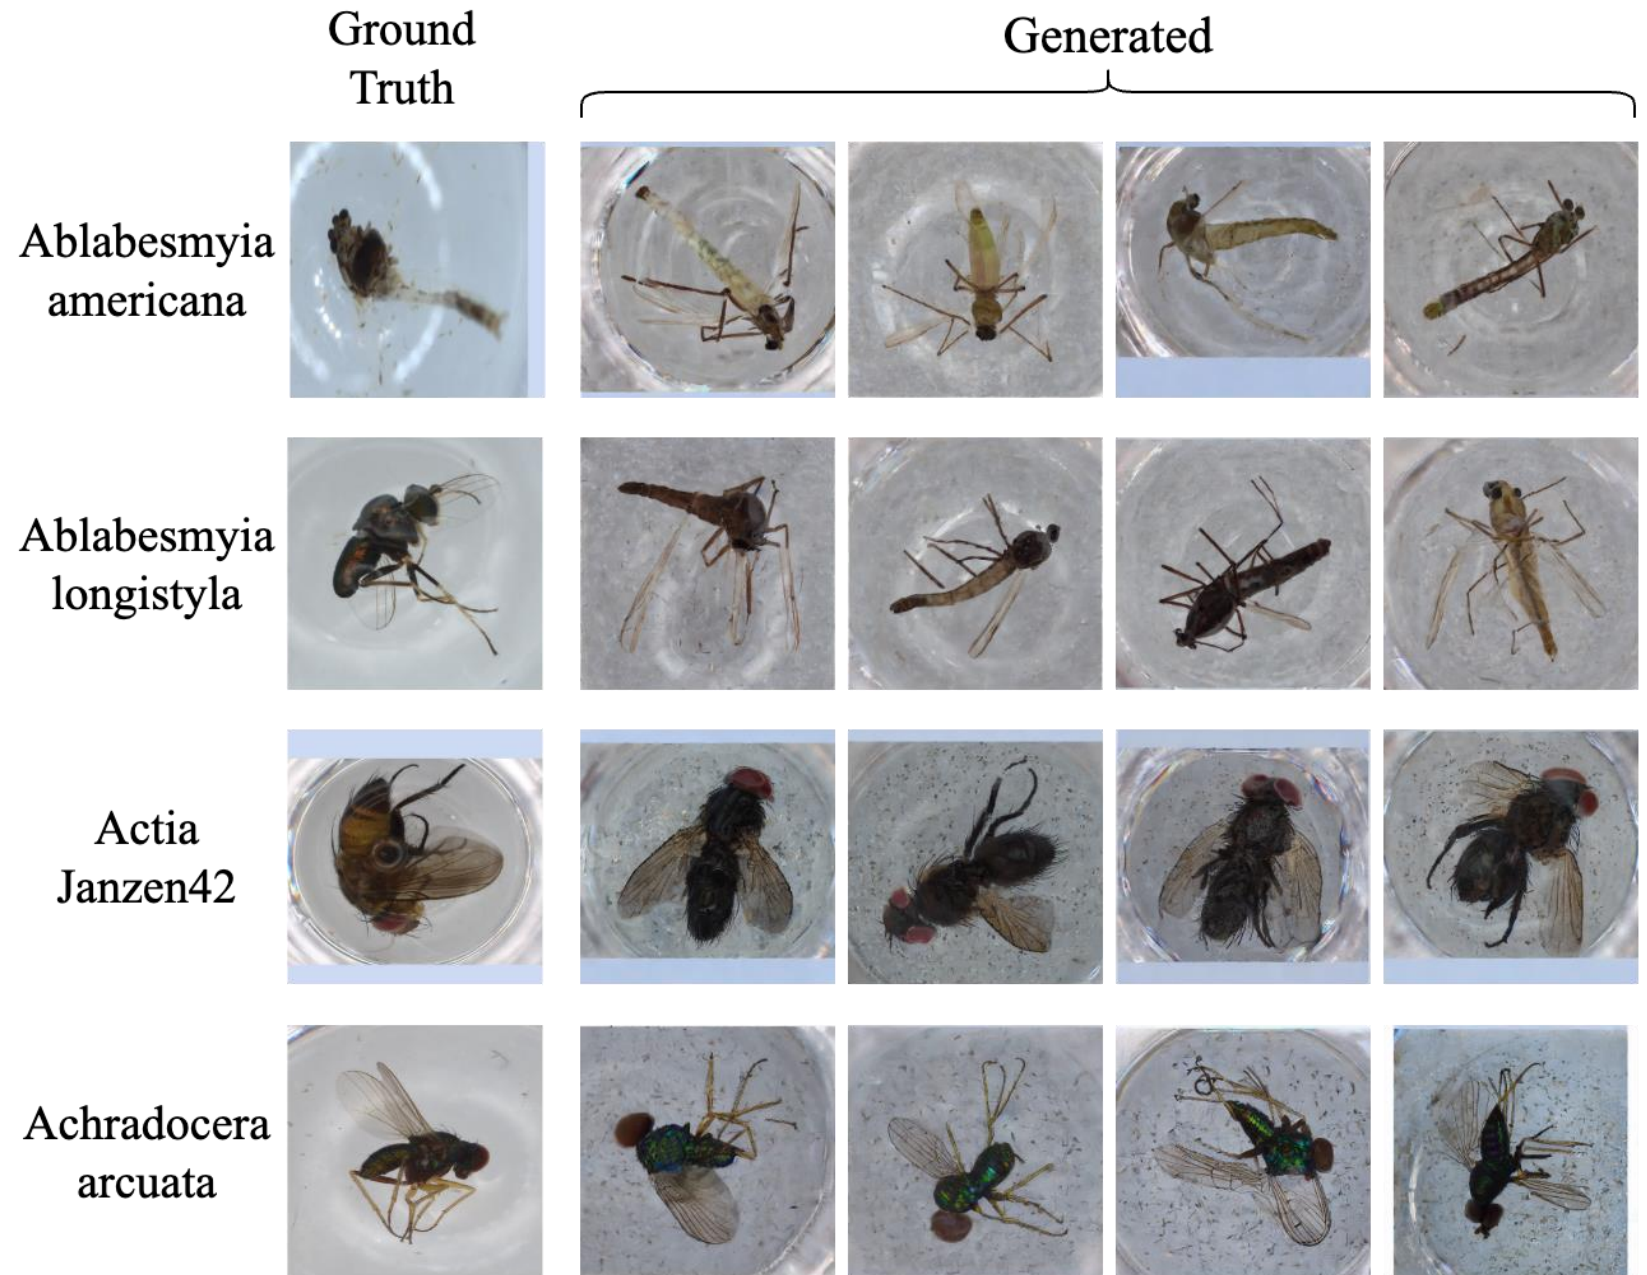 Ground
Truth
Generated
Ablabesmyia
americana
Ablabesmyia
longistyla
Actia
Janzen42
Achradocera
arcuata